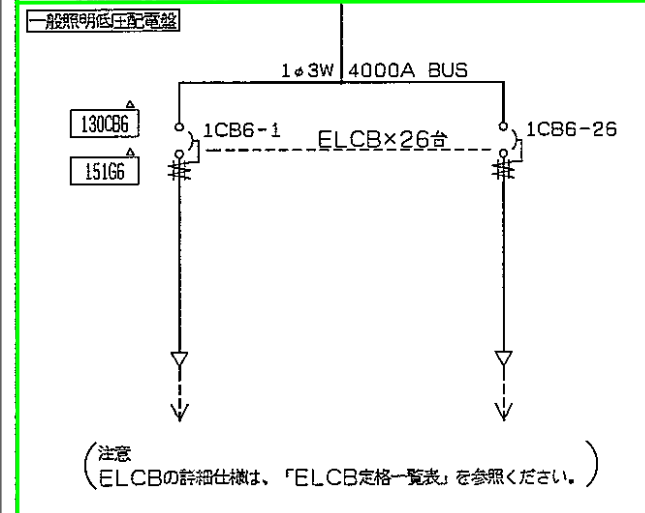 一般照明低圧配電盤
1φ3W 4000A BUS
130CB6
1CB6-1
ELCB×26台
1CB6-26
151G6
注意
ELCBの詳細仕様は、「ELCB定格一覧表」を参照ください。